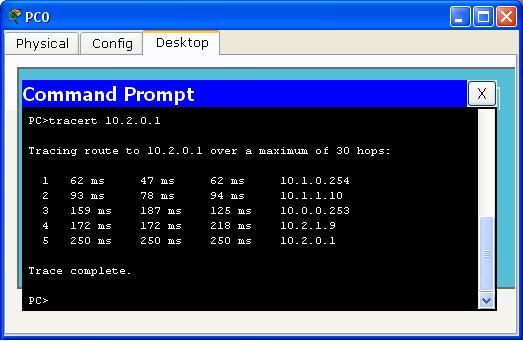 PC0
Physical Config Desktop
Command Prompt X
PC>tracert 10.2.0.1
Tracing route to 10.2.0.1 over a maximum of 30 hops:
1 62 ms 47 ms 62 ms 10.1.0.254
2 93 ms 78 ms 94 ms 10.1.1.10
3 159 ms 187 ms 125 ms 10.0.0.253
4 172 ms 172 ms 218 ms 10.2.1.9
5 250 ms 250 ms 250 ms 10.2.0.1
Trace complete.
PC>